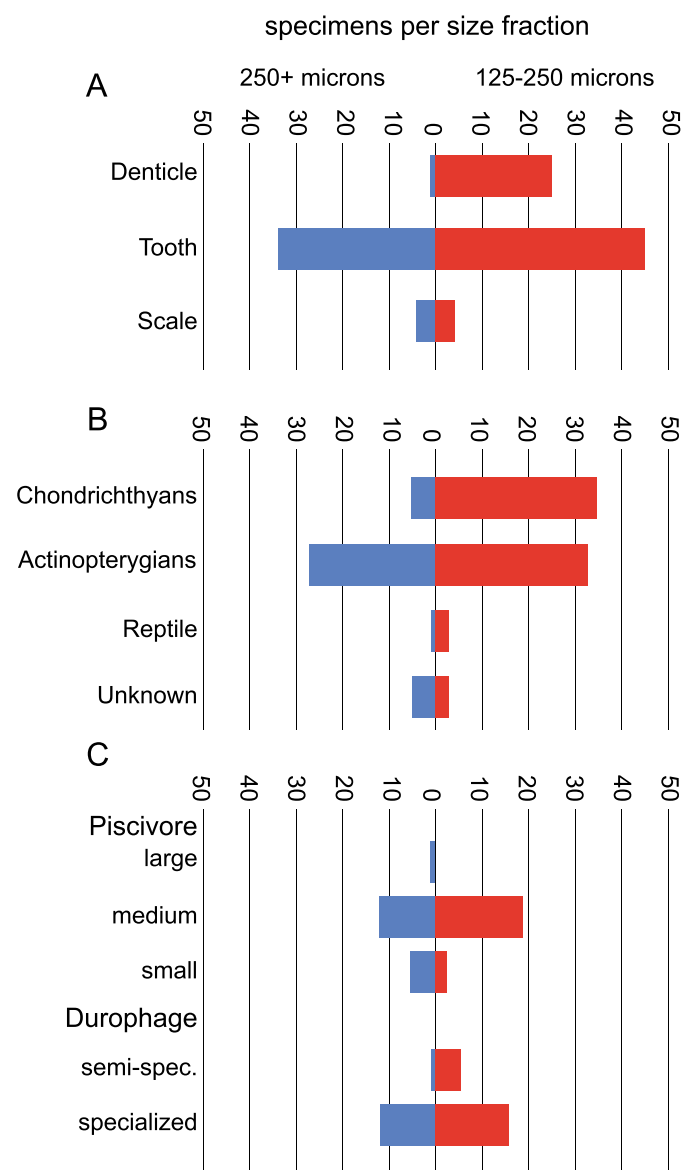 specimens per size fraction
250+ microns 125-250 microns
A
50 40 30 20 10 0 10 20 30 40 50
Denticle
Tooth
Scale
B
50 40 30 20 10 0 10 20 30 40 50
Chondrichthyans
Actinopterygians
Reptile
Unknown
C
50 40 30 20 10 0 10 20 30 40 50
Piscivore
large
medium
small
Durophage
semi-spec.
specialized